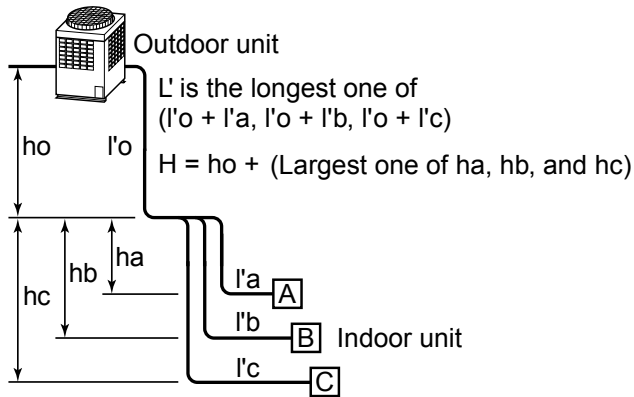 Outdoor unit
L' is the longest one of
(l'o + l'a, l'o + l'b, l'o + l'c)
ho
l'o
H = ho + (Largest one of ha, hb, and hc)
ha
hb
hc
l'a
A
l'b
B
Indoor unit
l'c
C